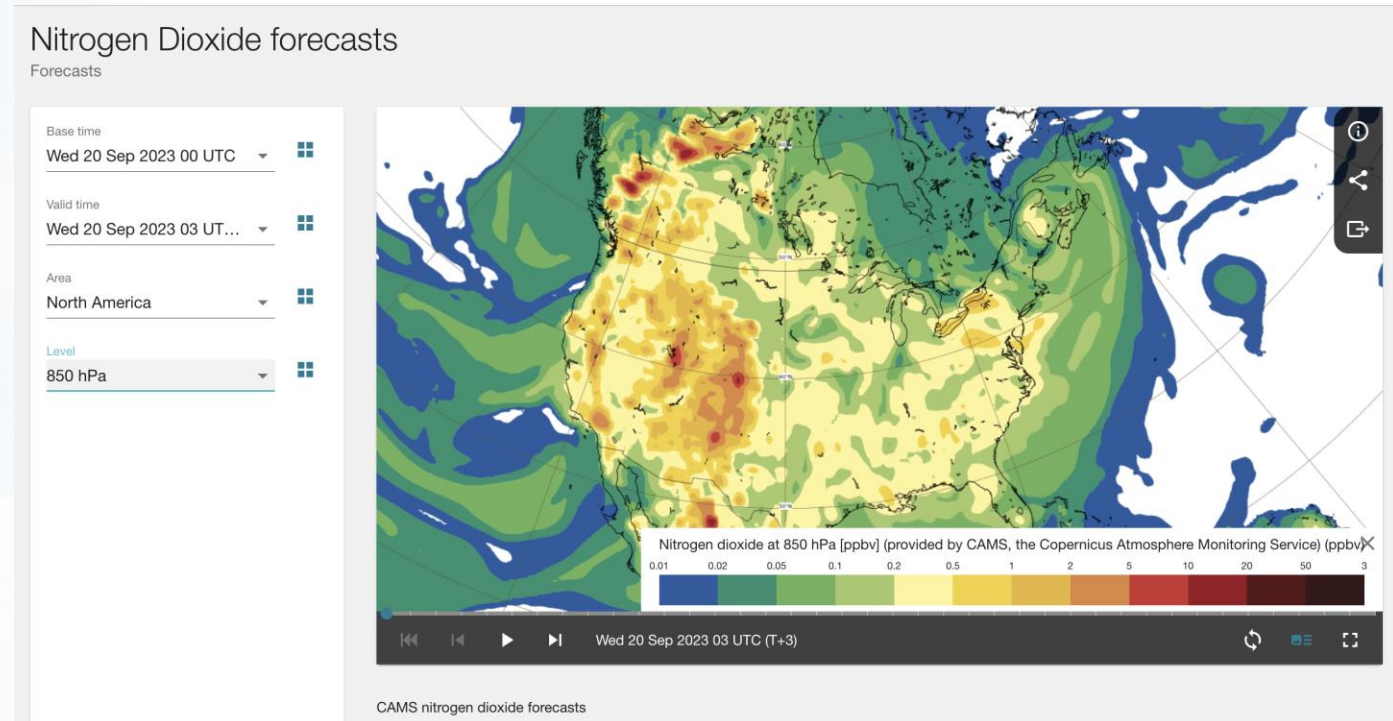 Nitrogen Dioxide forecasts
Forecasts
Base time
Wed 20 Sep 2023 00 UTC
Valid time
Wed 20 Sep 2023 03 UT...
Area
North America
Level
850 hPa
Nitrogen dioxide at 850 hPa [ppbv] (provided by CAMS, the Copernicus Atmosphere Monitoring Service) (ppbv
0.01 0.02 0.05 0.1 0.2 0.5 1 2 5 10 20 50 3
Wed 20 Sep 2023 03 UTC (T+3)
CAMS nitrogen dioxide forecasts